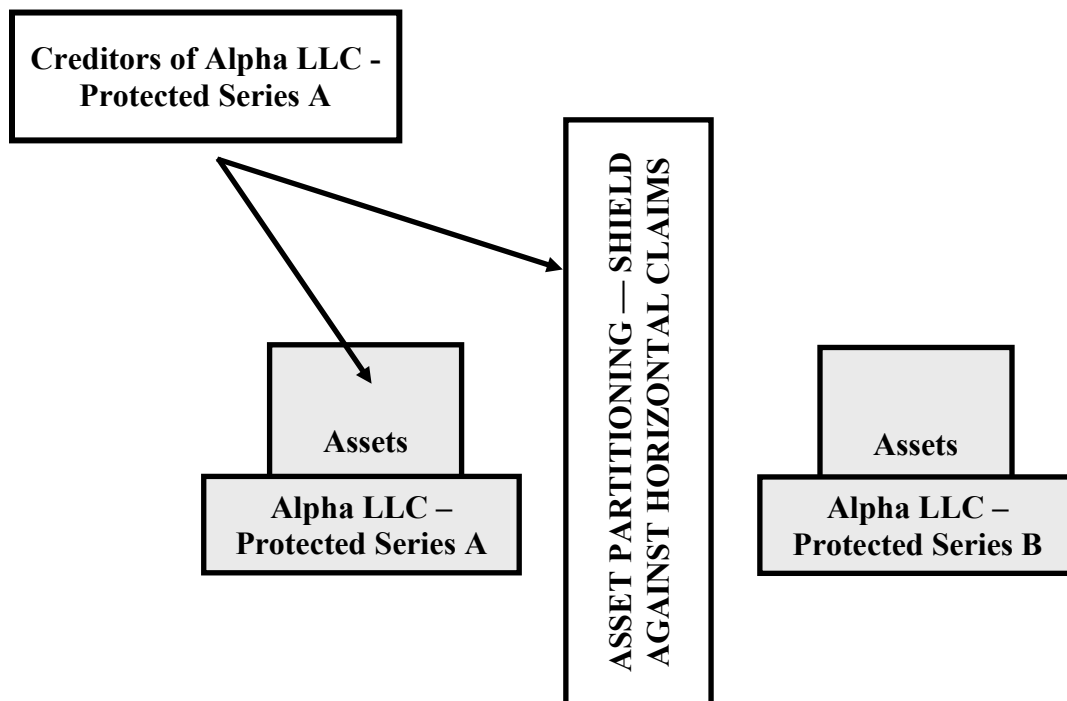 Creditors of Alpha LLC -
Protected Series A
ASSET PARTITIONING — SHIELD
AGAINST HORIZONTAL CLAIMS
Assets
Alpha LLC –
Protected Series A
Assets
Alpha LLC –
Protected Series B